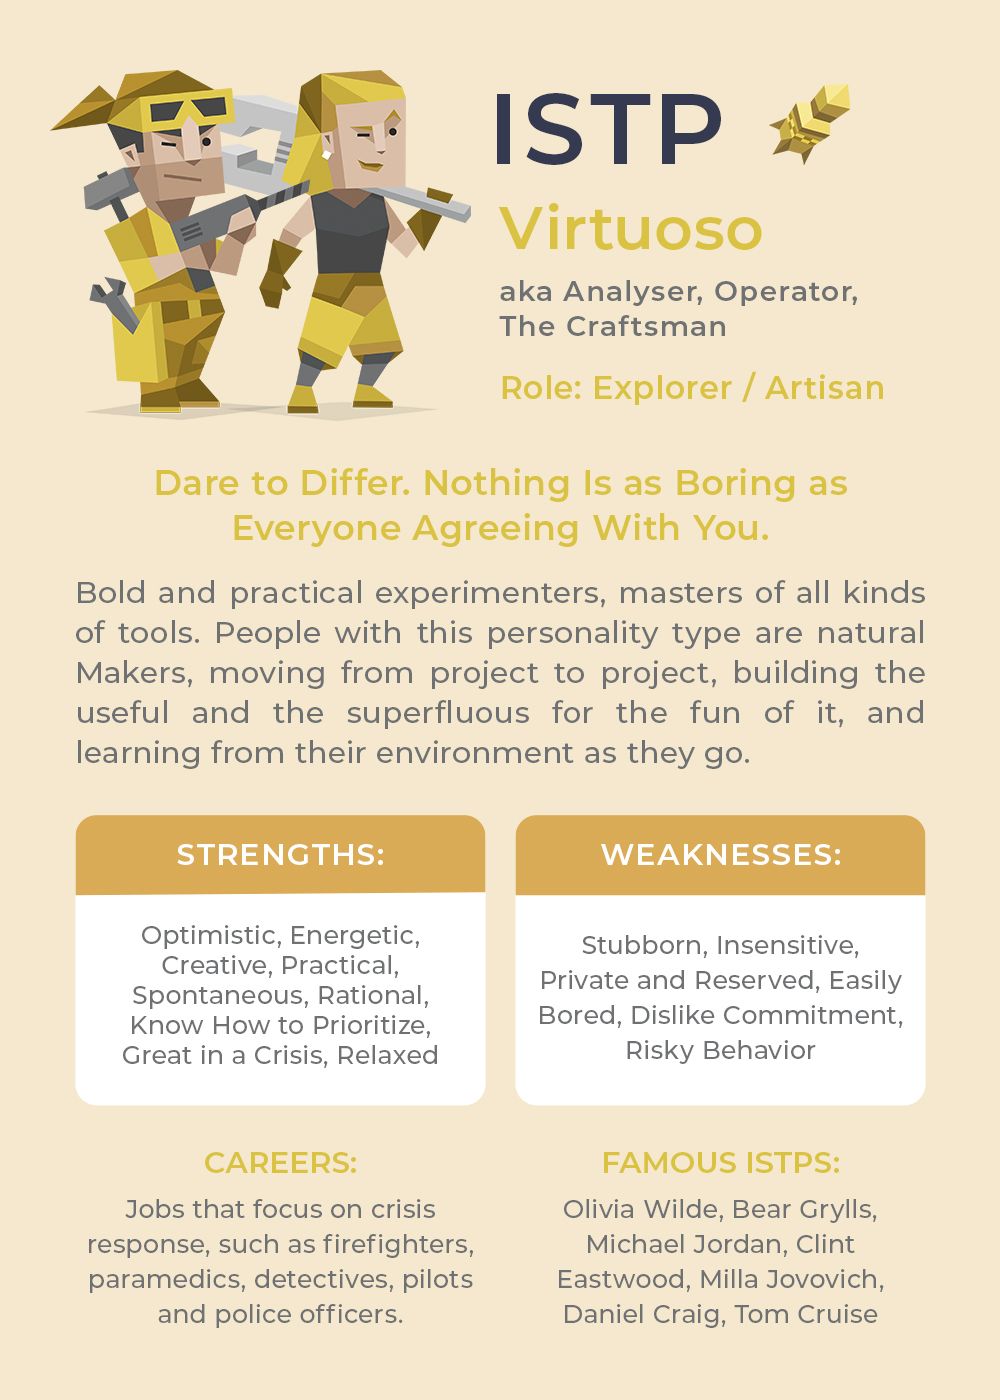 ISTP
Virtuoso
aka Analyser, Operator,
The Craftsman
Role: Explorer / Artisan
Dare to Differ. Nothing Is as Boring as
Everyone Agreeing With You.
Bold and practical experimenters, masters of all kinds
of tools. People with this personality type are natural
Makers, moving from project to project, building the
useful and the superfluous for the fun of it, and
learning from their environment as they go.
STRENGTHS:
Optimistic, Energetic,
Creative, Practical,
Spontaneous, Rational,
Know How to Prioritize,
Great in a Crisis, Relaxed
WEAKNESSES:
Stubborn, Insensitive,
Private and Reserved, Easily
Bored, Dislike Commitment,
Risky Behavior
CAREERS:
Jobs that focus on crisis
response, such as firefighters,
paramedics, detectives, pilots
and police officers.
FAMOUS ISTPS:
Olivia Wilde, Bear Grylls,
Michael Jordan, Clint
Eastwood, Milla Jovovich,
Daniel Craig, Tom Cruise